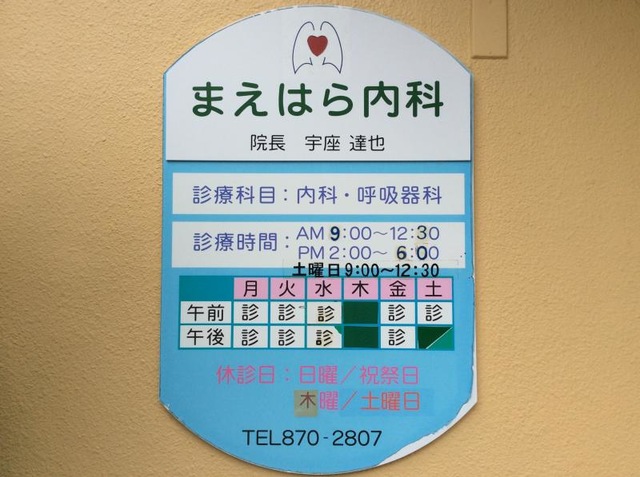 まえはら内科
院長 宇座 達也
診療科目：内科・呼吸器科
診療時間：AM 9:00～12:30
PM 2:00～ 6:00
土曜日9:00～12:30
月 火 水 木 金 土
午前 診 診 診 診 診
午後 診 診 診 診
休診日：日曜／祝祭日
木曜／土曜日
TEL870-2807